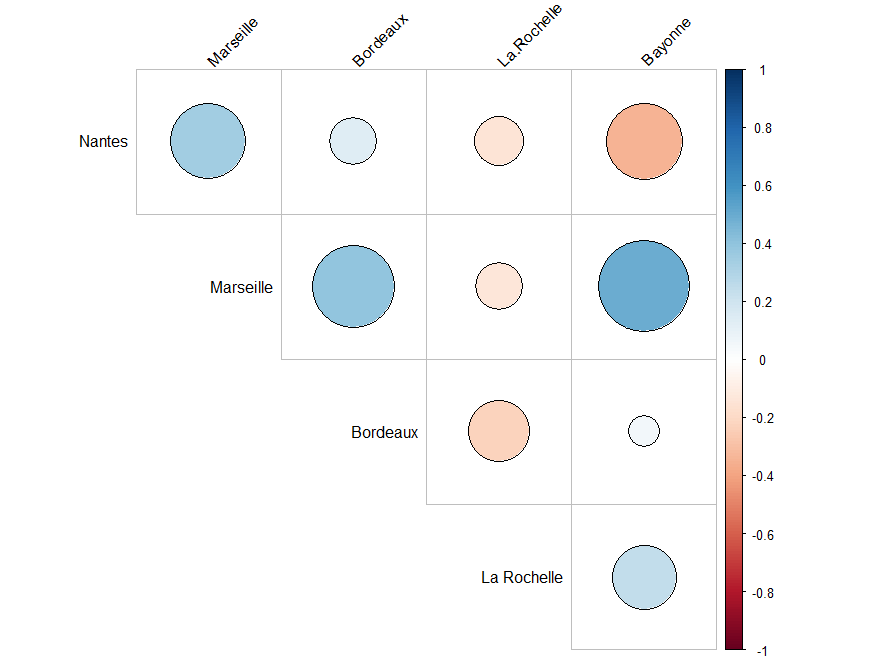 Marseille
Bordeaux
La.Rochelle
Bayonne
Nantes
Marseille
Bordeaux
La Rochelle
1
0.8
0.6
0.4
0.2
0
-0.2
-0.4
-0.6
-0.8
-1